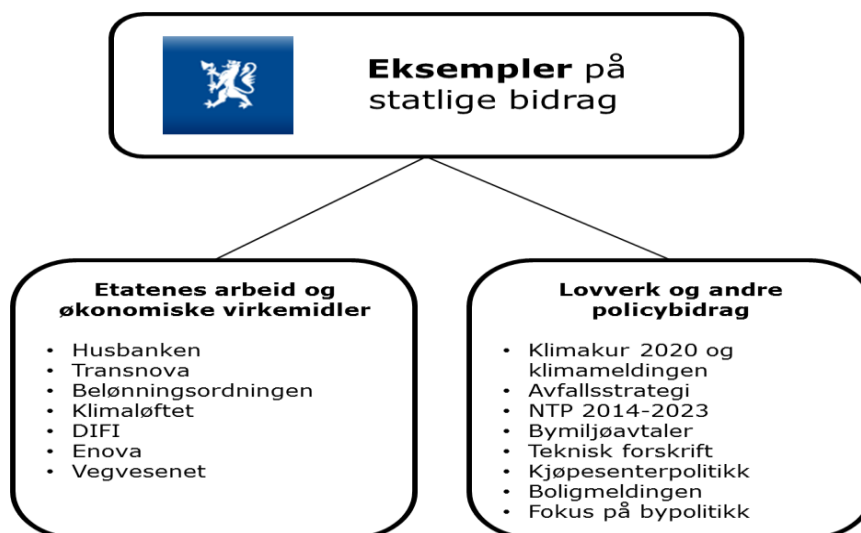 Eksempler på
statlige bidrag
Etatenes arbeid og
økonomiske virkemidler
• Husbanken
• Transnova
• Belønningsordningen
• Klimaløftet
• DIFI
• Enova
• Vegvesenet
Lovverk og andre
policybidrag
• Klimakur 2020 og
klimameldingen
• Avfallsstrategi
• NTP 2014-2023
• Bymiljøavtaler
• Teknisk forskrift
• Kjøpesenterpolitikk
• Boligmeldingen
• Fokus på bypolitikk